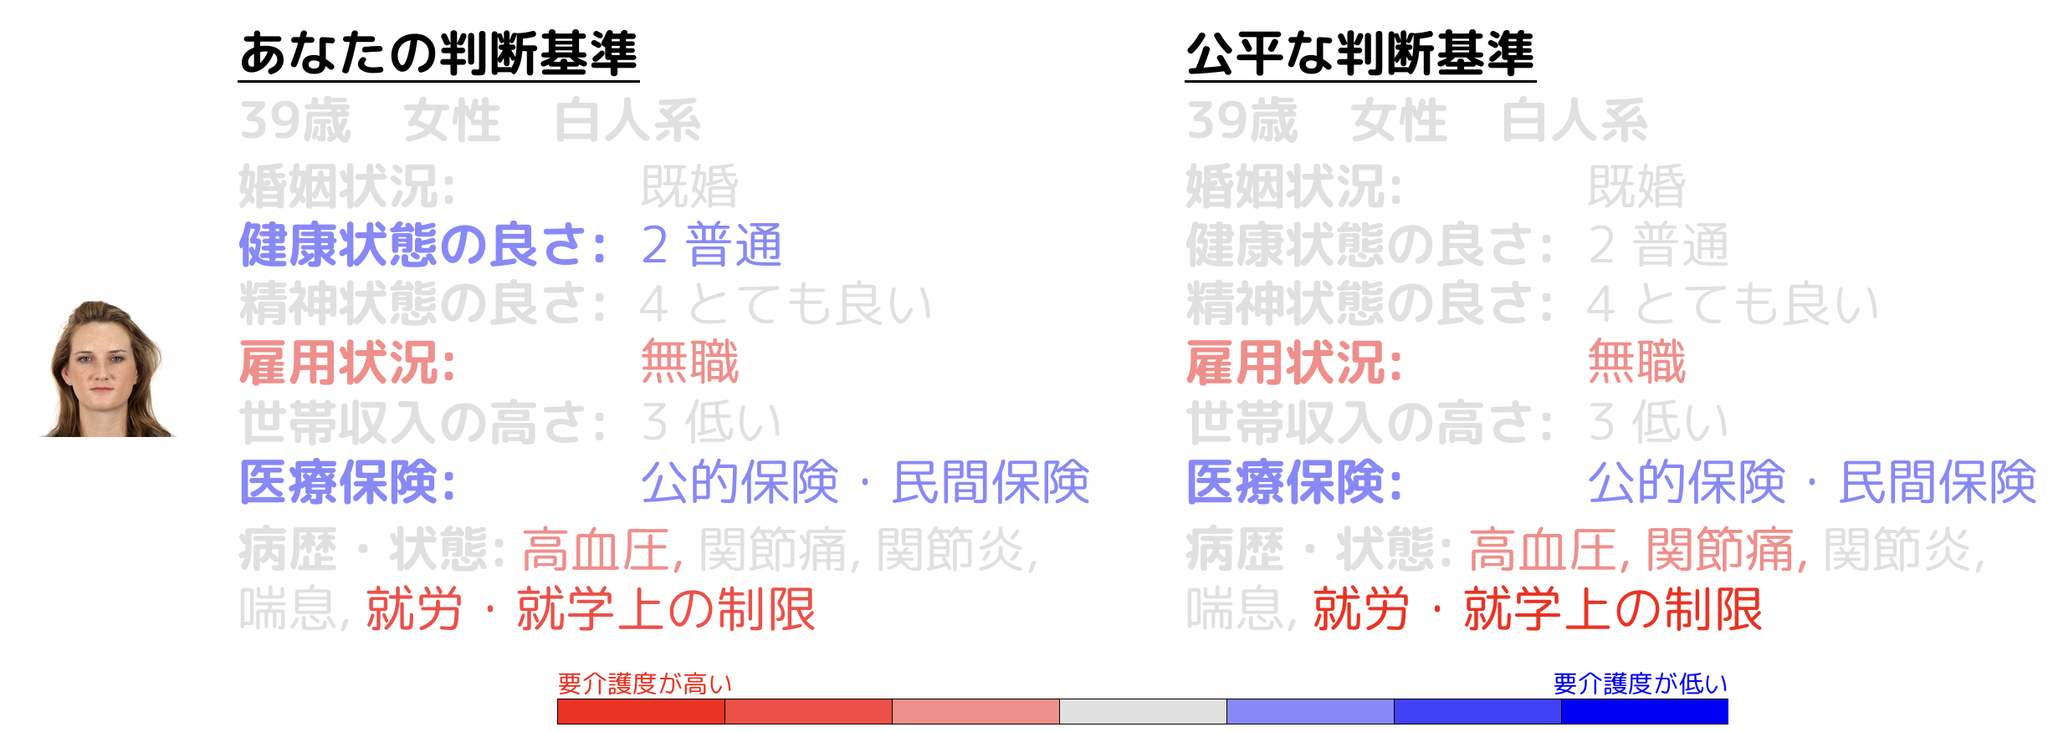 あなたの判断基準
39歳　女性　白人系
婚姻状況: 既婚
健康状態の良さ: 2 普通
精神状態の良さ: 4 とても良い
雇用状況: 無職
世帯収入の高さ: 3 低い
医療保険: 公的保険・民間保険
病歴・状態: 高血圧, 関節痛, 関節炎,
喘息, 就労・就学上の制限
公平な判断基準
39歳　女性　白人系
婚姻状況: 既婚
健康状態の良さ: 2 普通
精神状態の良さ: 4 とても良い
雇用状況: 無職
世帯収入の高さ: 3 低い
医療保険: 公的保険・民間保険
病歴・状態: 高血圧, 関節痛, 関節炎,
喘息, 就労・就学上の制限
要介護度が高い
要介護度が低い